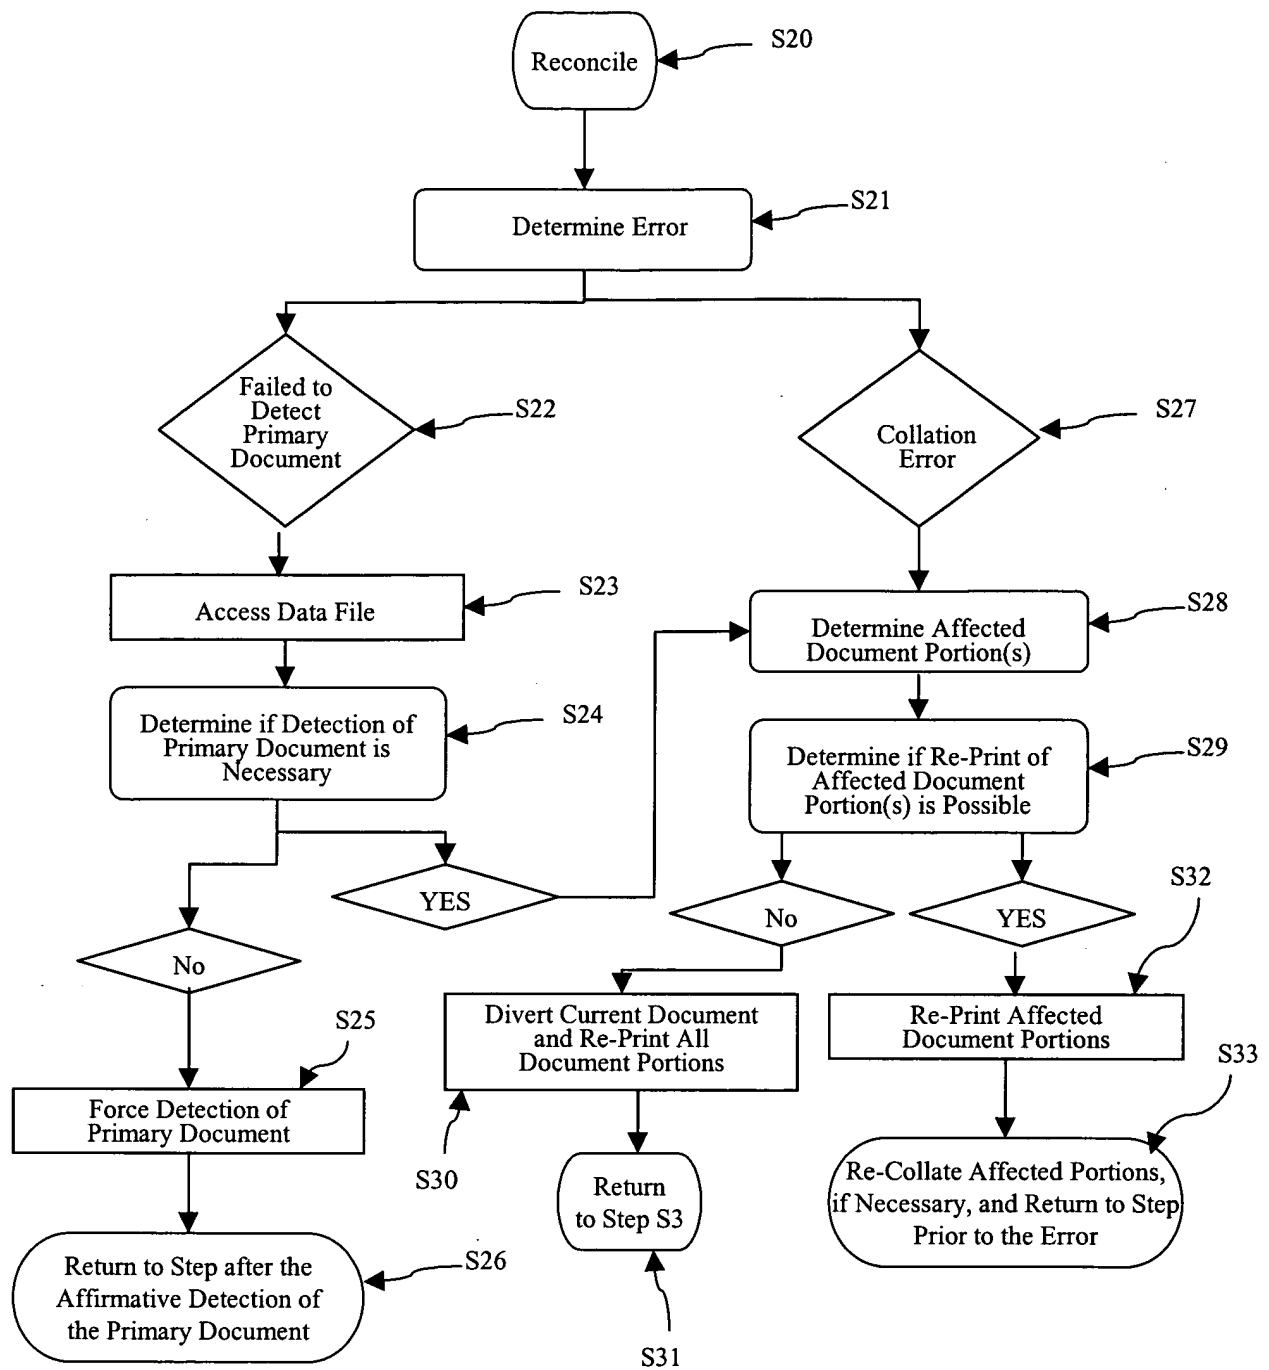 Reconcile
S20
Determine Error
S21
Failed to
Detect
Primary
Document
S22
Collation
Error
S27
Access Data File
S23
Determine Affected
Document Portion(s)
S28
Determine if Detection of
Primary Document is
Necessary
S24
Determine if Re-Print of
Affected Document
Portion(s) is Possible
S29
YES
No
No
YES
S32
S25
Force Detection of
Primary Document
Divert Current Document
and Re-Print All
Document Portions
S30
Re-Print Affected
Document Portions
S33
Return to Step after the
Affirmative Detection of
the Primary Document
S26
Return
to Step S3
S31
Re-Collate Affected Portions,
if Necessary, and Return to Step
Prior to the Error